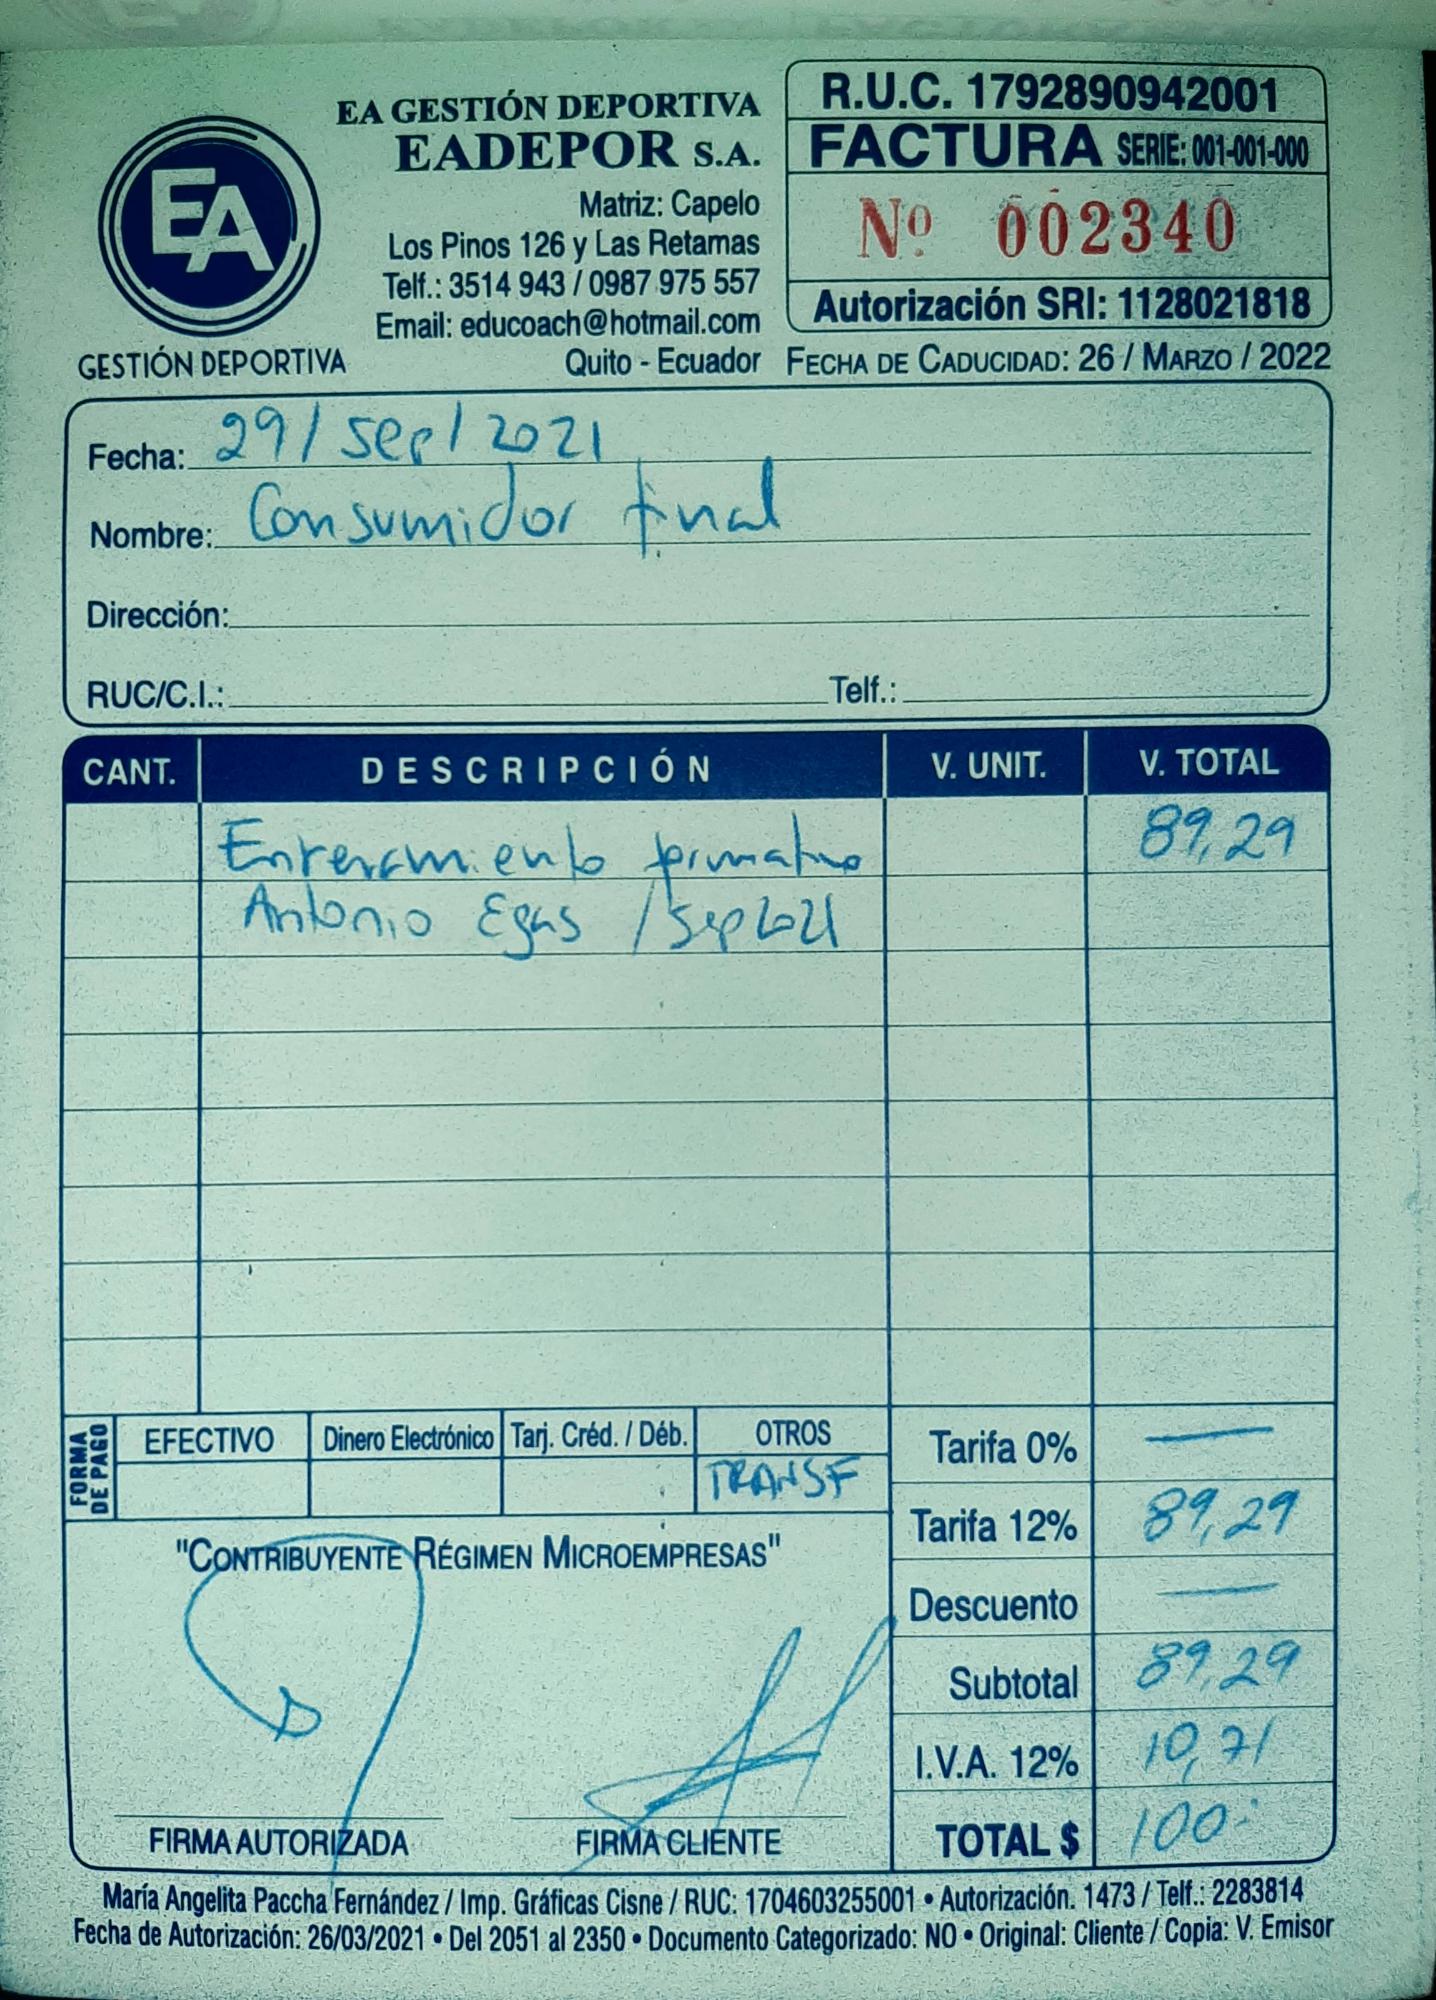 EA GESTIÓN DEPORTIVA
EADEPOR S.A.
Matriz: Capelo
Los Pinos 126 y Las Retamas
Telf.: 3514 943 / 0987 975 557
Email: educoach@hotmail.com
Quito - Ecuador
EA
GESTIÓN DEPORTIVA
R.U.C. 1792890942001
FACTURA SERIE: 001-001-000
Nº 002340
Autorización SRI: 1128021818
FECHA DE CADUCIDAD: 26 / MARZO / 2022
Fecha: 29/sep/2021
Nombre: Consumidor final
Dirección:
RUC/C.I.: Telf.:
CANT. DESCRIPCIÓN V. UNIT. V. TOTAL
Entrenamiento formativo 89,29
Antonio Egas /sep2021
FORMA DE PAGO EFECTIVO Dinero Electrónico Tarj. Créd. / Déb. OTROS
TRANSF
Tarifa 0% —
Tarifa 12% 89,29
Descuento —
Subtotal 89,29
I.V.A. 12% 10,71
TOTAL $ 100.-
"CONTRIBUYENTE RÉGIMEN MICROEMPRESAS"
FIRMA AUTORIZADA FIRMA CLIENTE
María Angelita Paccha Fernández / Imp. Gráficas Cisne / RUC: 1704603255001 • Autorización. 1473 / Telf.: 2283814
Fecha de Autorización: 26/03/2021 • Del 2051 al 2350 • Documento Categorizado: NO • Original: Cliente / Copia: V. Emisor